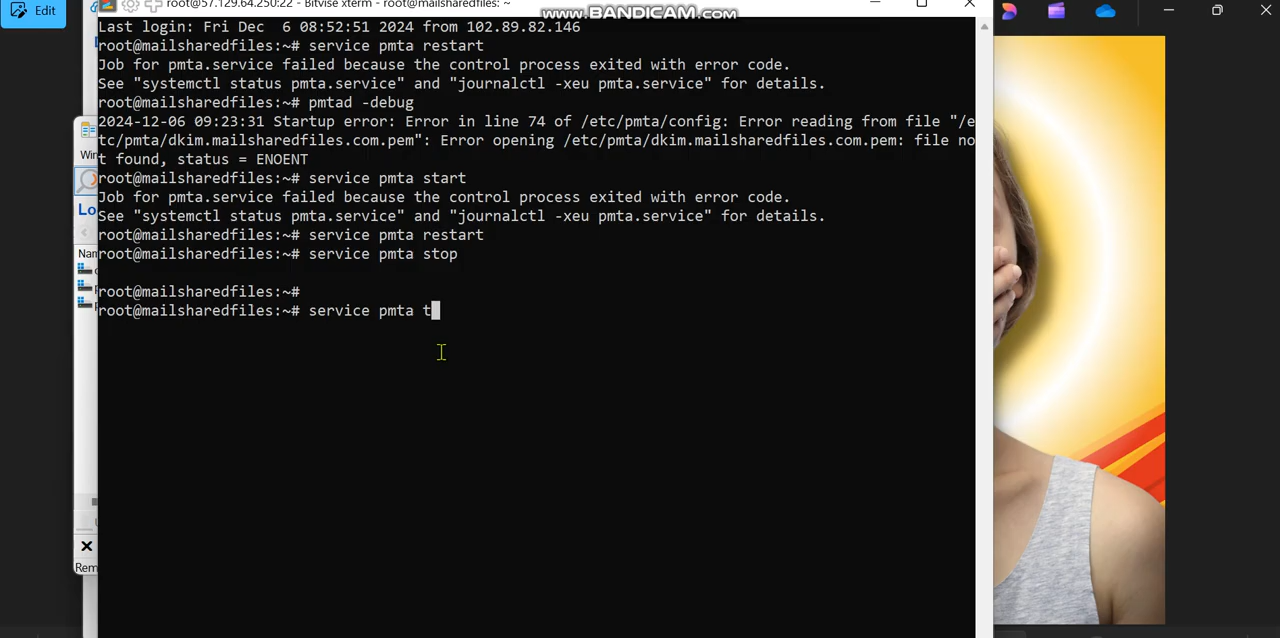 Edit
root@57.129.64.250:22 - Bitvise xterm - root@mailsharedfiles: ~
www.BANDICAM.com
Last login: Fri Dec  6 08:52:51 2024 from 102.89.82.146
root@mailsharedfiles:~# service pmta restart
Job for pmta.service failed because the control process exited with error code.
See "systemctl status pmta.service" and "journalctl -xeu pmta.service" for details.
root@mailsharedfiles:~# pmtad -debug
2024-12-06 09:23:31 Startup error: Error in line 74 of /etc/pmta/config: Error reading from file "/e
tc/pmta/dkim.mailsharedfiles.com.pem": Error opening /etc/pmta/dkim.mailsharedfiles.com.pem: file no
t found, status = ENOENT
root@mailsharedfiles:~# service pmta start
Job for pmta.service failed because the control process exited with error code.
See "systemctl status pmta.service" and "journalctl -xeu pmta.service" for details.
root@mailsharedfiles:~# service pmta restart
root@mailsharedfiles:~# service pmta stop
root@mailsharedfiles:~#
root@mailsharedfiles:~# service pmta t
Win
Lo
Nam
Rem